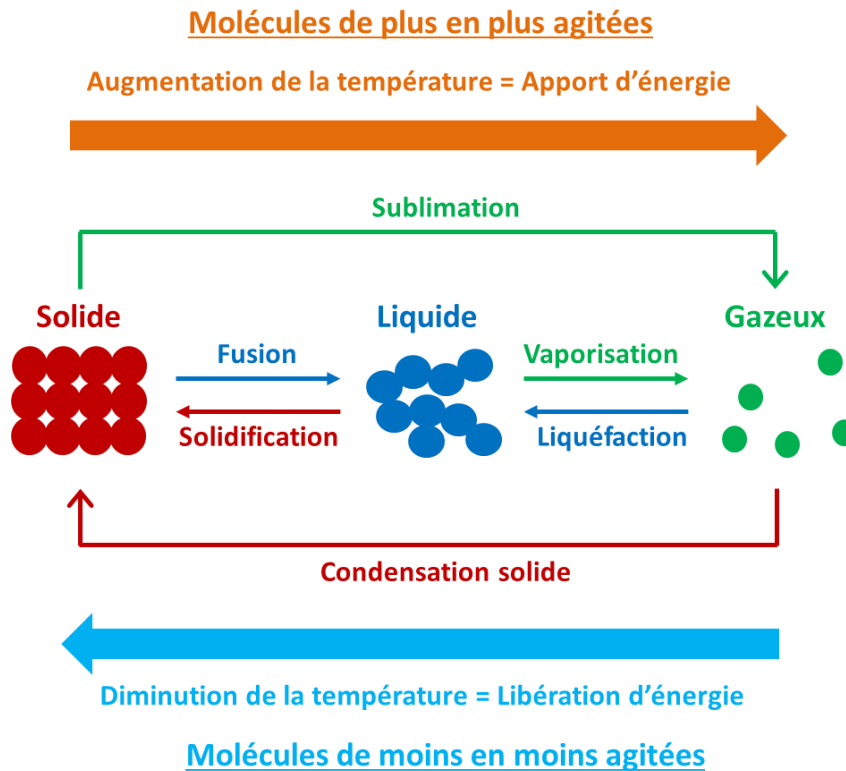 Molécules de plus en plus agitées
Augmentation de la température = Apport d'énergie
Sublimation
Solide
Liquide
Gazeux
Fusion
Vaporisation
Solidification
Liquéfaction
Condensation solide
Diminution de la température = Libération d'énergie
Molécules de moins en moins agitées